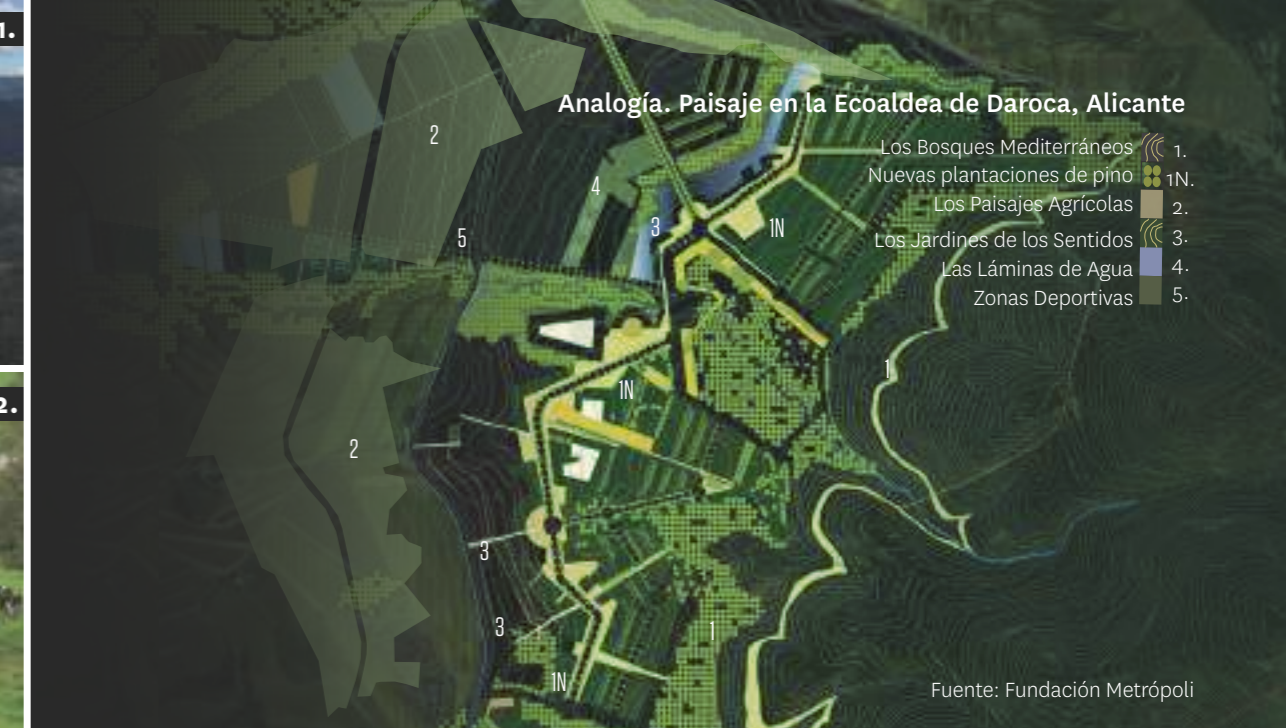 1.
2.
Analogía. Paisaje en la Ecoaldea de Daroca, Alicante
Los Bosques Mediterráneos 1.
Nuevas plantaciones de pino 1N.
Los Paisajes Agrícolas 2.
Los Jardines de los Sentidos 3.
Las Láminas de Agua 4.
Zonas Deportivas 5.
2
4
3
1N
5
1
1N
2
3
3
1
1N
Fuente: Fundación Metrópoli